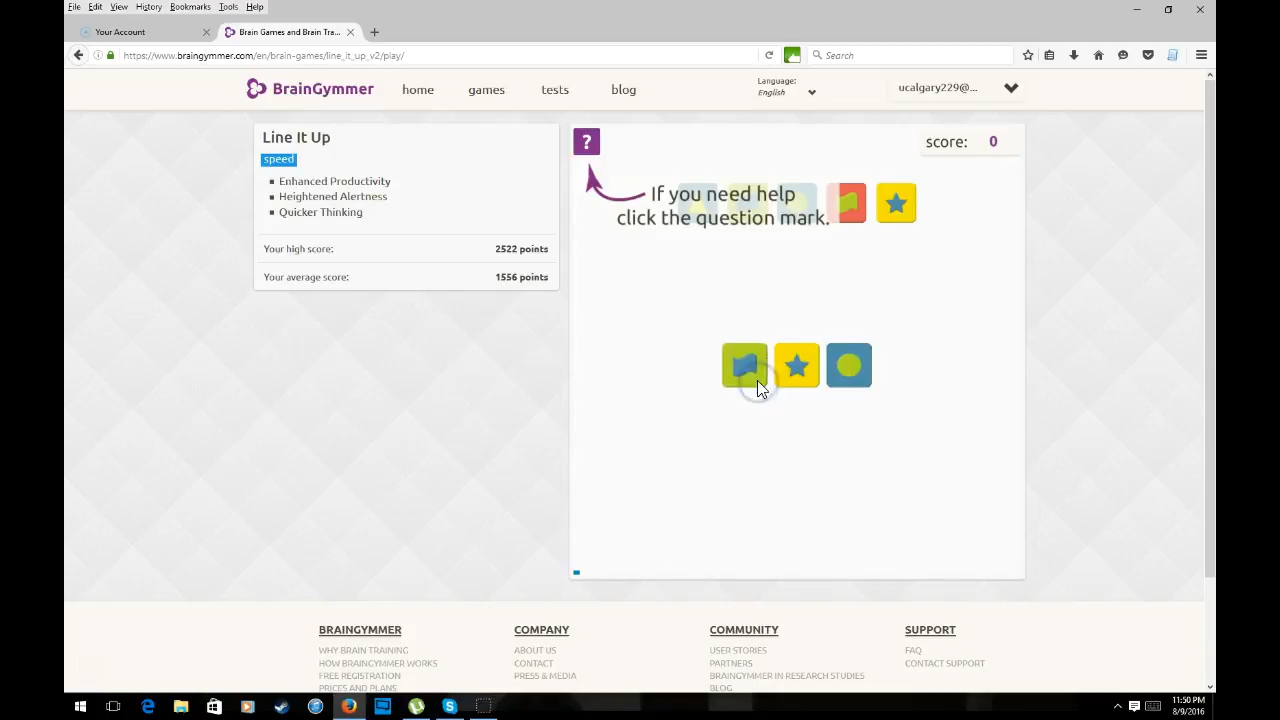 File Edit View History Bookmarks Tools Help
Your Account
Brain Games and Brain Tra...
https://www.braingymmer.com/en/brain-games/line_it_up_v2/play/
Search
BrainGymmer
home games tests blog
Language:
English
ucalgary229@...
Line It Up
speed
Enhanced Productivity
Heightened Alertness
Quicker Thinking
Your high score: 2522 points
Your average score: 1556 points
?
score: 0
If you need help
click the question mark.
BRAINGYMMER
WHY BRAIN TRAINING
HOW BRAINGYMMER WORKS
FREE REGISTRATION
PRICES AND PLANS
COMPANY
ABOUT US
CONTACT
PRESS & MEDIA
COMMUNITY
USER STORIES
PARTNERS
BRAINGYMMER IN RESEARCH STUDIES
BLOG
SUPPORT
FAQ
CONTACT SUPPORT
11:50 PM
8/9/2016